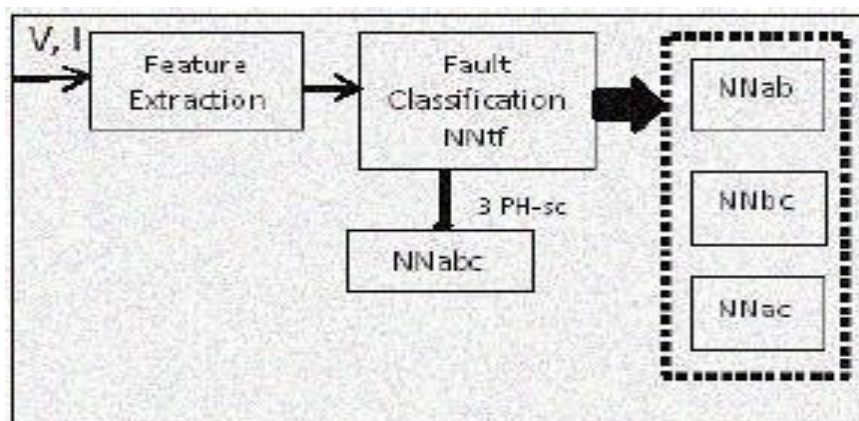 V, I
Feature
Extraction
Fault
Classification
NNtf
3 PH-sc
NNabc
NNab
NNbc
NNac